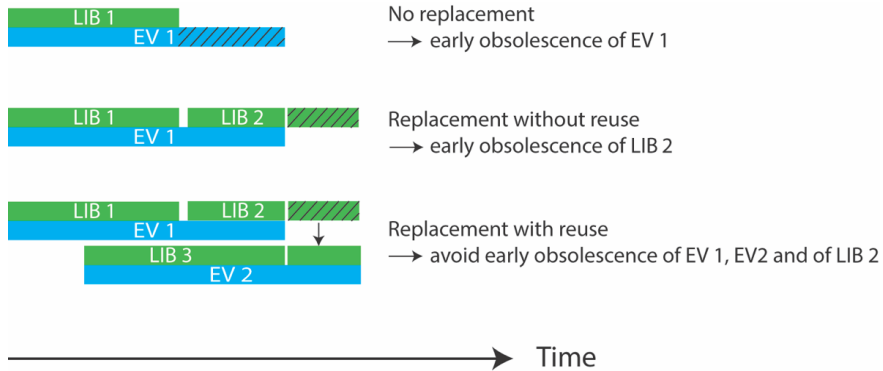 LIB 1
EV 1
No replacement
→ early obsolescence of EV 1
LIB 1 LIB 2
EV 1
Replacement without reuse
→ early obsolescence of LIB 2
LIB 1 LIB 2
EV 1
LIB 3
EV 2
Replacement with reuse
→ avoid early obsolescence of EV 1, EV2 and of LIB 2
Time